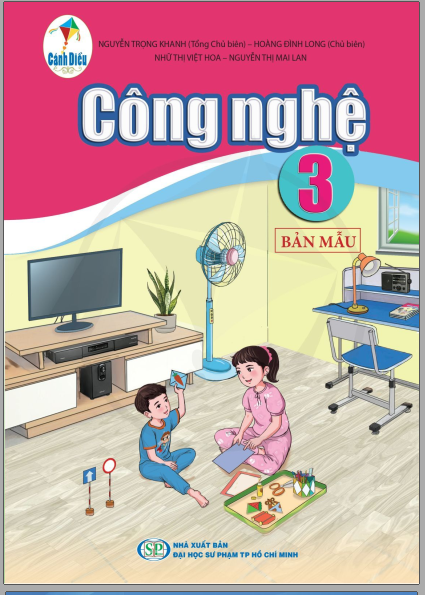 Cánh Diều
NGUYỄN TRỌNG KHANH (Tổng Chủ biên) – HOÀNG ĐÌNH LONG (Chủ biên)
NHỮ THỊ VIỆT HOA – NGUYỄN THỊ MAI LAN
Công nghệ
3
BẢN MẪU
SP
NHÀ XUẤT BẢN
ĐẠI HỌC SƯ PHẠM TP HỒ CHÍ MINH